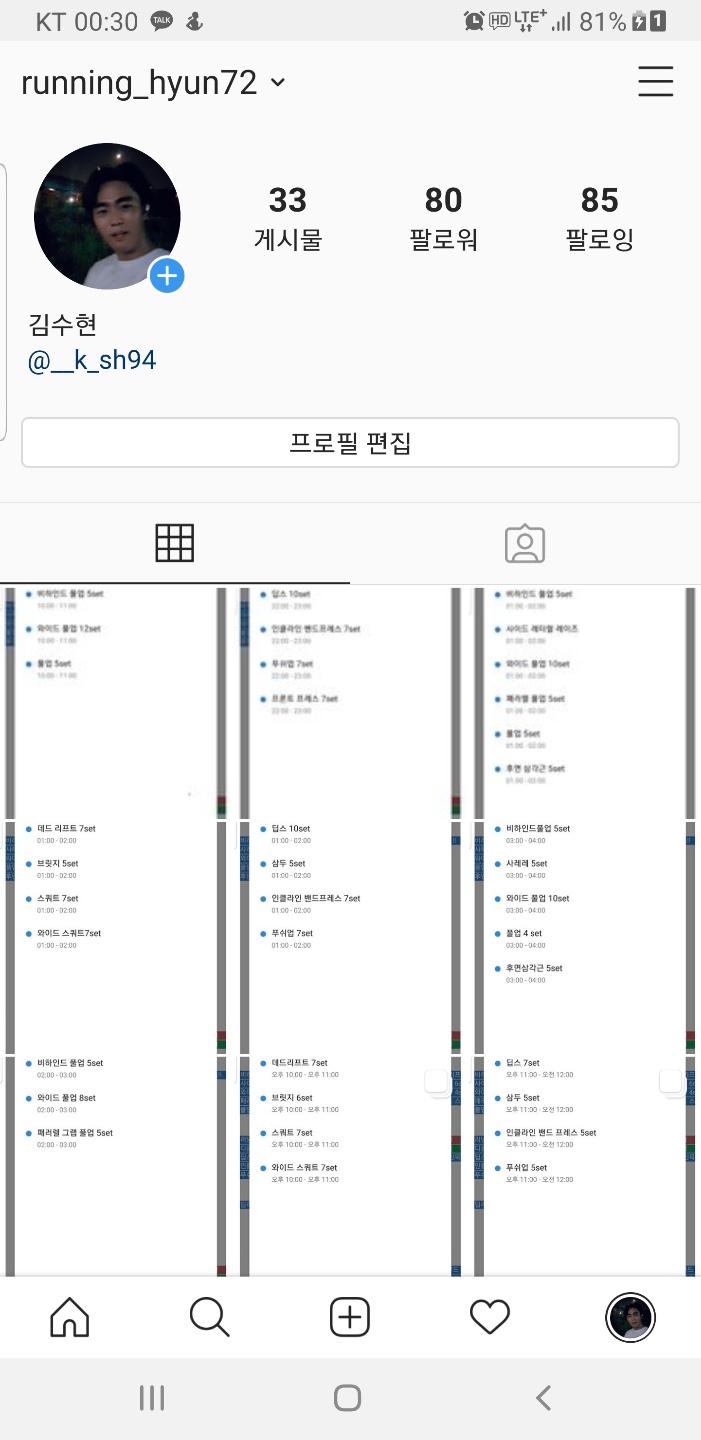 KT 00:30 TALK HD LTE+ 81% 1
running_hyun72
33 80 85
게시물 팔로워 팔로잉
김수현
@__k_sh94
프로필 편집
비하인드 풀업 5set
10:00 - 11:00
와이드 풀업 12set
10:00 - 11:00
풀업 5set
10:00 - 11:00
딥스 10set
22:00 - 23:00
인클라인 밴드프레스 7set
22:00 - 23:00
푸쉬업 7set
22:00 - 23:00
프론트 프레스 7set
22:00 - 23:00
비하인드 풀업 5set
01:00 - 02:00
사이드 레터럴 레이즈
01:00 - 02:00
와이드 풀업 10set
01:00 - 02:00
패러렐 풀업 5set
01:00 - 02:00
풀업 5set
01:00 - 02:00
후면 삼각근 5set
01:00 - 02:00
데드 리프트 7set
01:00 - 02:00
브릿지 5set
01:00 - 02:00
스쿼트 7set
01:00 - 02:00
와이드 스쿼트7set
01:00 - 02:00
딥스 10set
01:00 - 02:00
삼두 5set
01:00 - 02:00
인클라인 밴드프레스 7set
01:00 - 02:00
푸쉬업 7set
01:00 - 02:00
비하인드풀업 5set
03:00 - 04:00
사레레 5set
03:00 - 04:00
와이드 풀업 10set
03:00 - 04:00
풀업 4 set
03:00 - 04:00
후면삼각근 5set
03:00 - 04:00
비하인드 풀업 5set
02:00 - 03:00
와이드 풀업 8set
02:00 - 03:00
패러렐 그랩 풀업 5set
02:00 - 03:00
데드리프트 7set
오후 10:00 - 오후 11:00
브릿지 6set
오후 10:00 - 오후 11:00
스쿼트 7set
오후 10:00 - 오후 11:00
와이드 스쿼트 7set
오후 10:00 - 오후 11:00
딥스 7set
오후 11:00 - 오전 12:00
삼두 5set
오후 11:00 - 오전 12:00
인클라인 밴드 프레스 5set
오후 11:00 - 오전 12:00
푸쉬업 5set
오후 11:00 - 오전 12:00